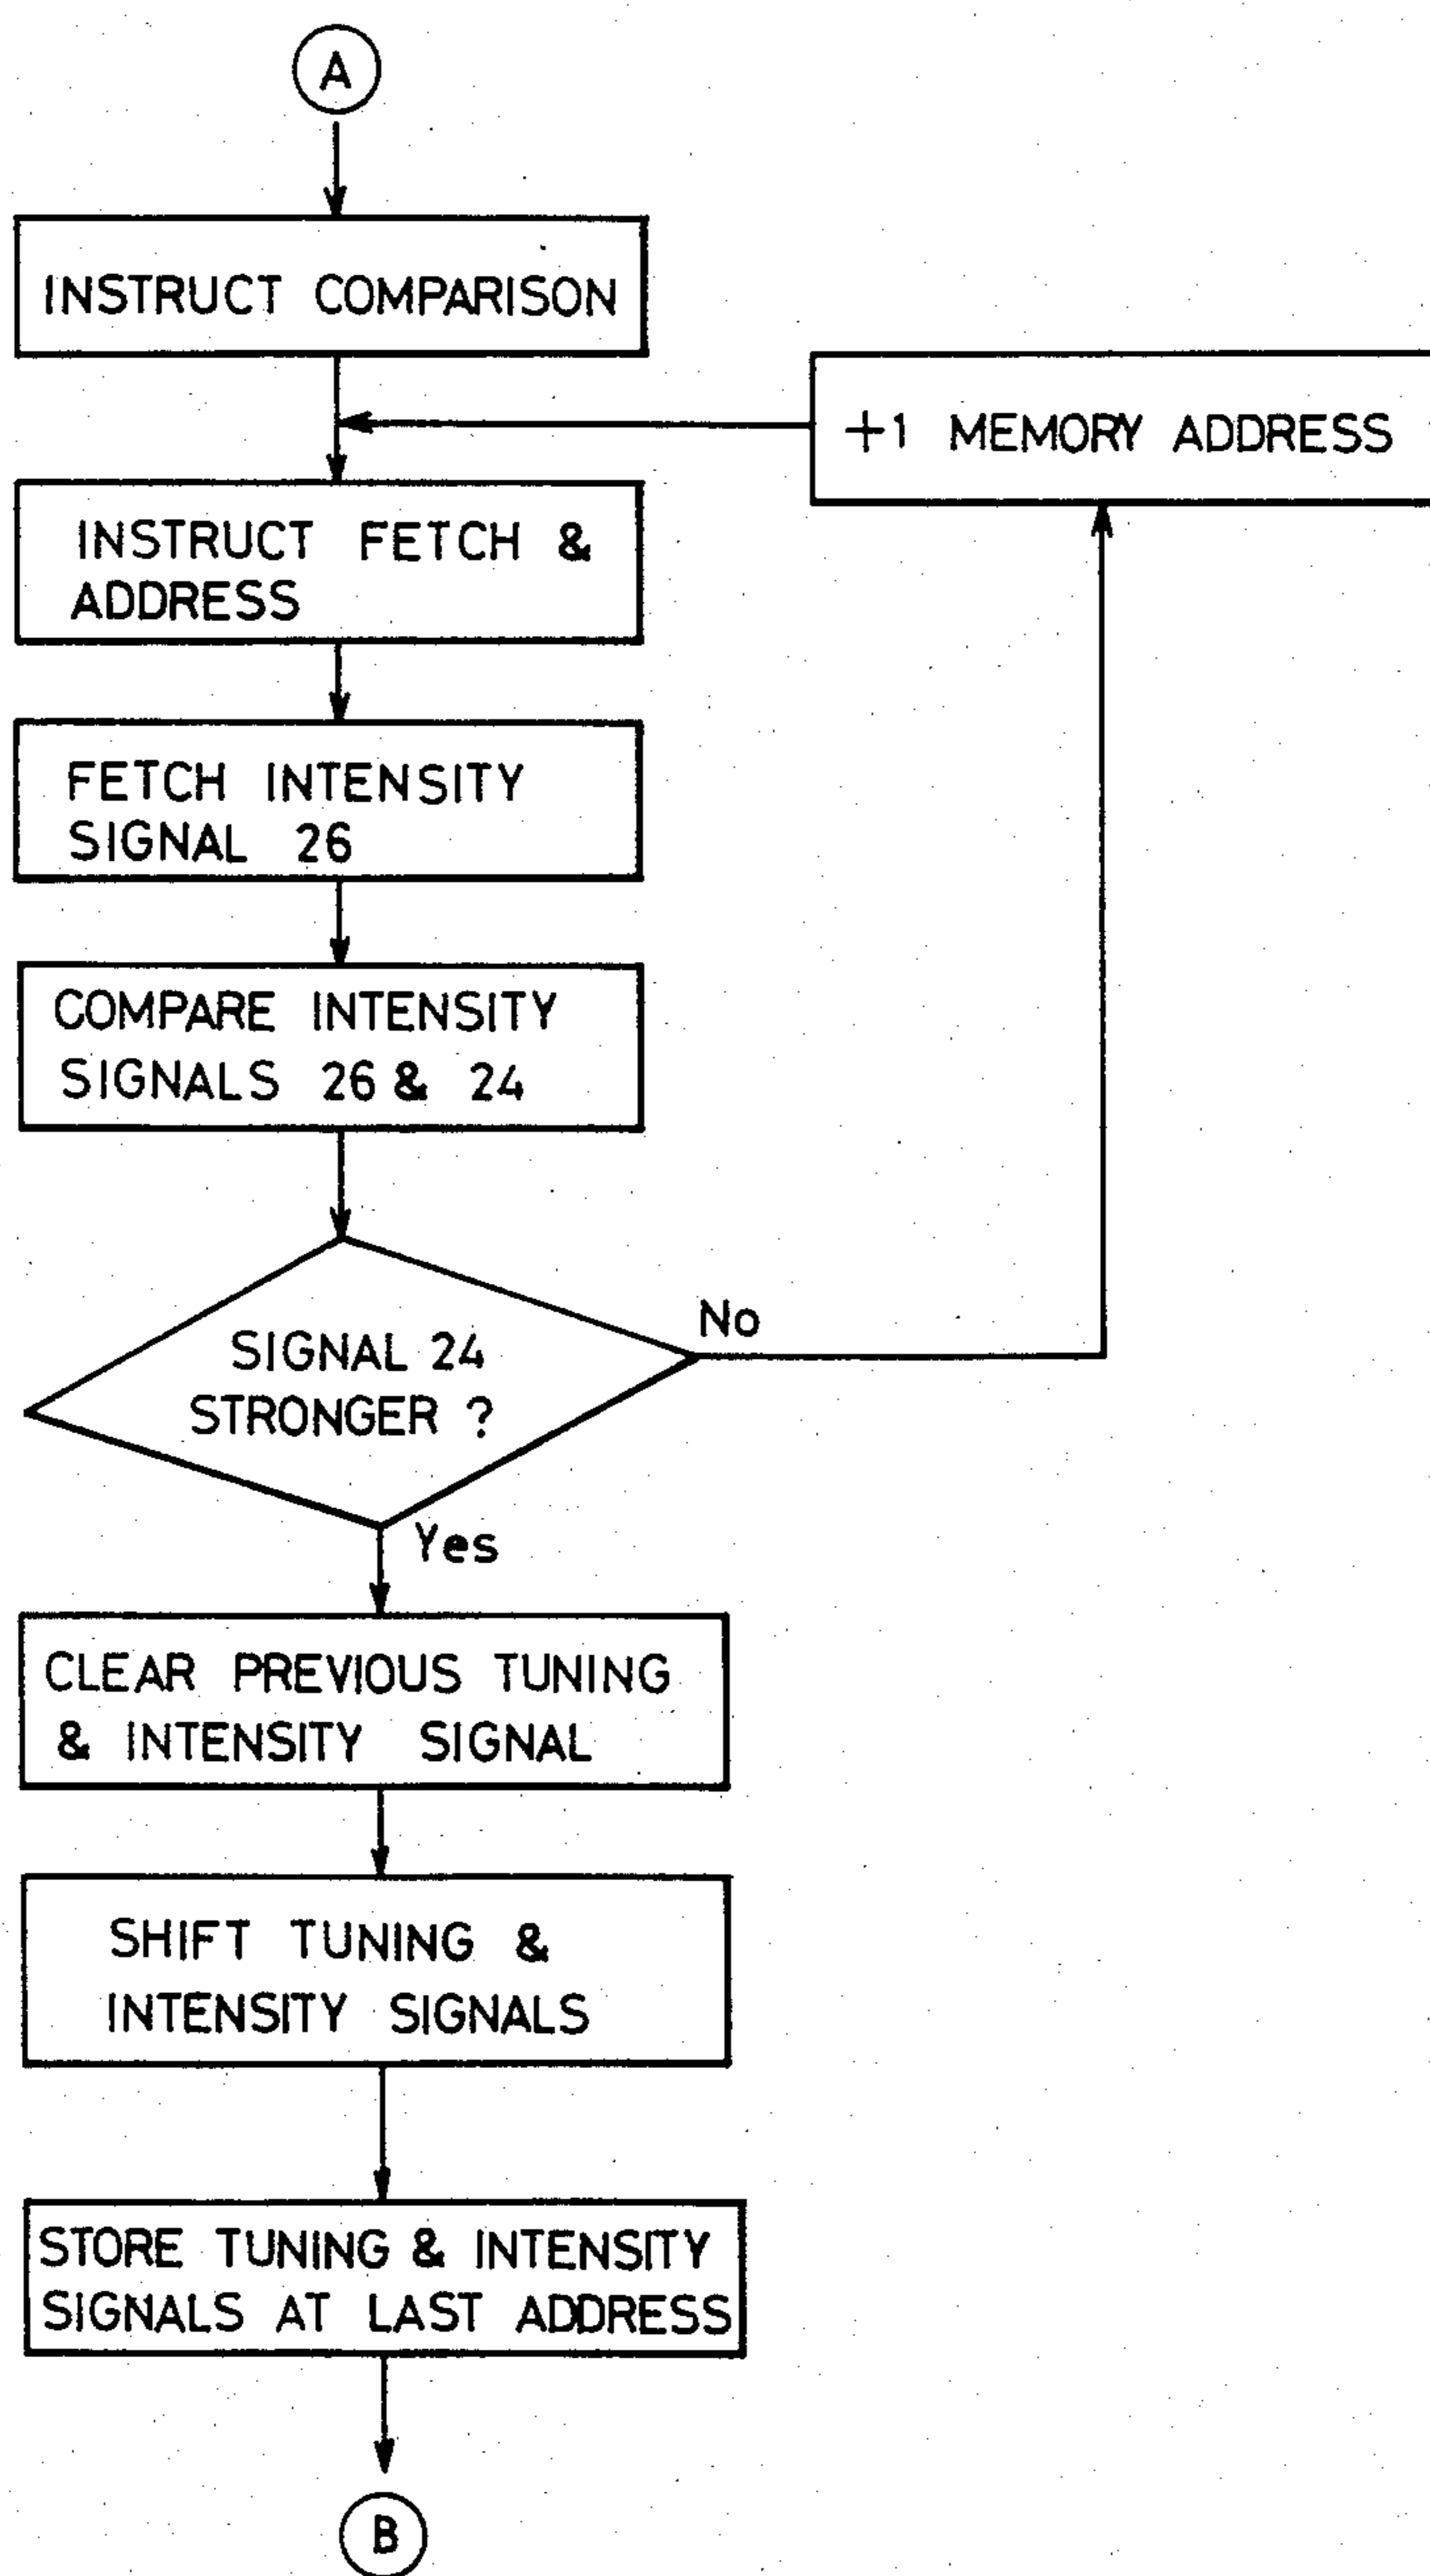 A
INSTRUCT COMPARISON
+1 MEMORY ADDRESS
INSTRUCT FETCH &
ADDRESS
FETCH INTENSITY
SIGNAL 26
COMPARE INTENSITY
SIGNALS 26 & 24
No
SIGNAL 24
STRONGER ?
Yes
CLEAR PREVIOUS TUNING
& INTENSITY SIGNAL
SHIFT TUNING &
INTENSITY SIGNALS
STORE TUNING & INTENSITY
SIGNALS AT LAST ADDRESS
B